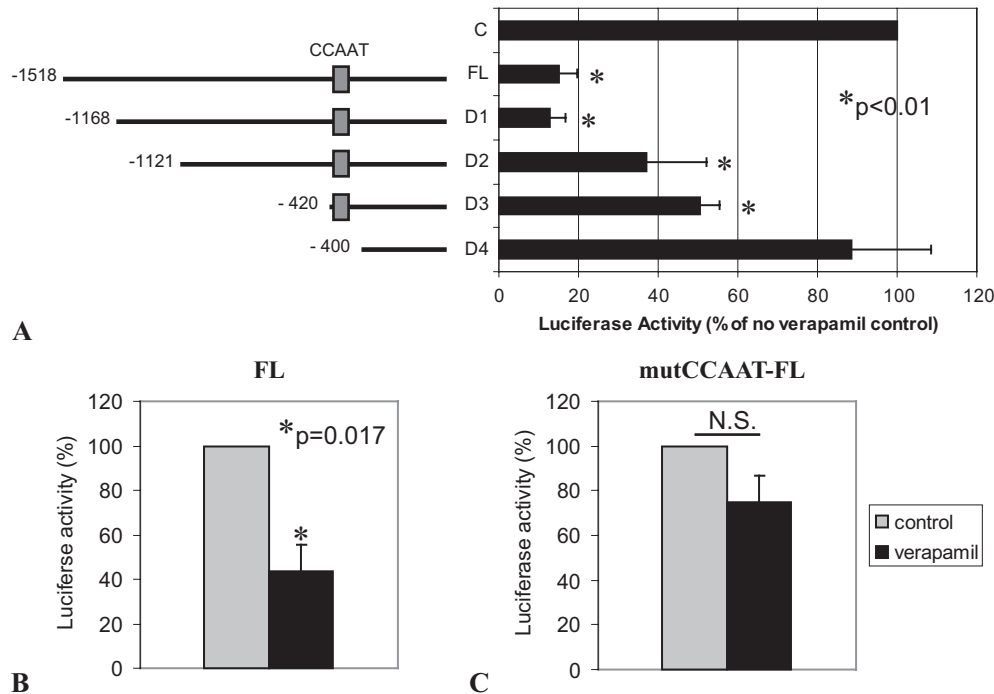 CCAAT
-1518
-1168
-1121
- 420
- 400
C
FL
D1
D2
D3
D4
*
*
*
*
*p<0.01
0 20 40 60 80 100 120
Luciferase Activity (% of no verapamil control)
A
FL
120
100
80
60
40
20
0
Luciferse activity (%)
*p=0.017
*
B
mutCCAAT-FL
120
100
80
60
40
20
0
Luciferase activity (%)
N.S.
control
verapamil
C